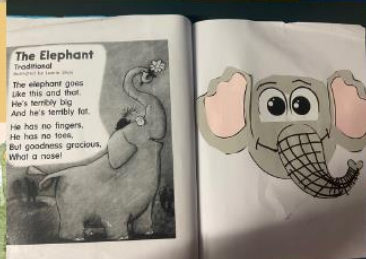 The Elephant
Traditional
The elephant goes
Like this and that.
He's terribly big
And he's terribly fat.
He has no fingers,
He has no toes,
But goodness gracious,
What a nose!